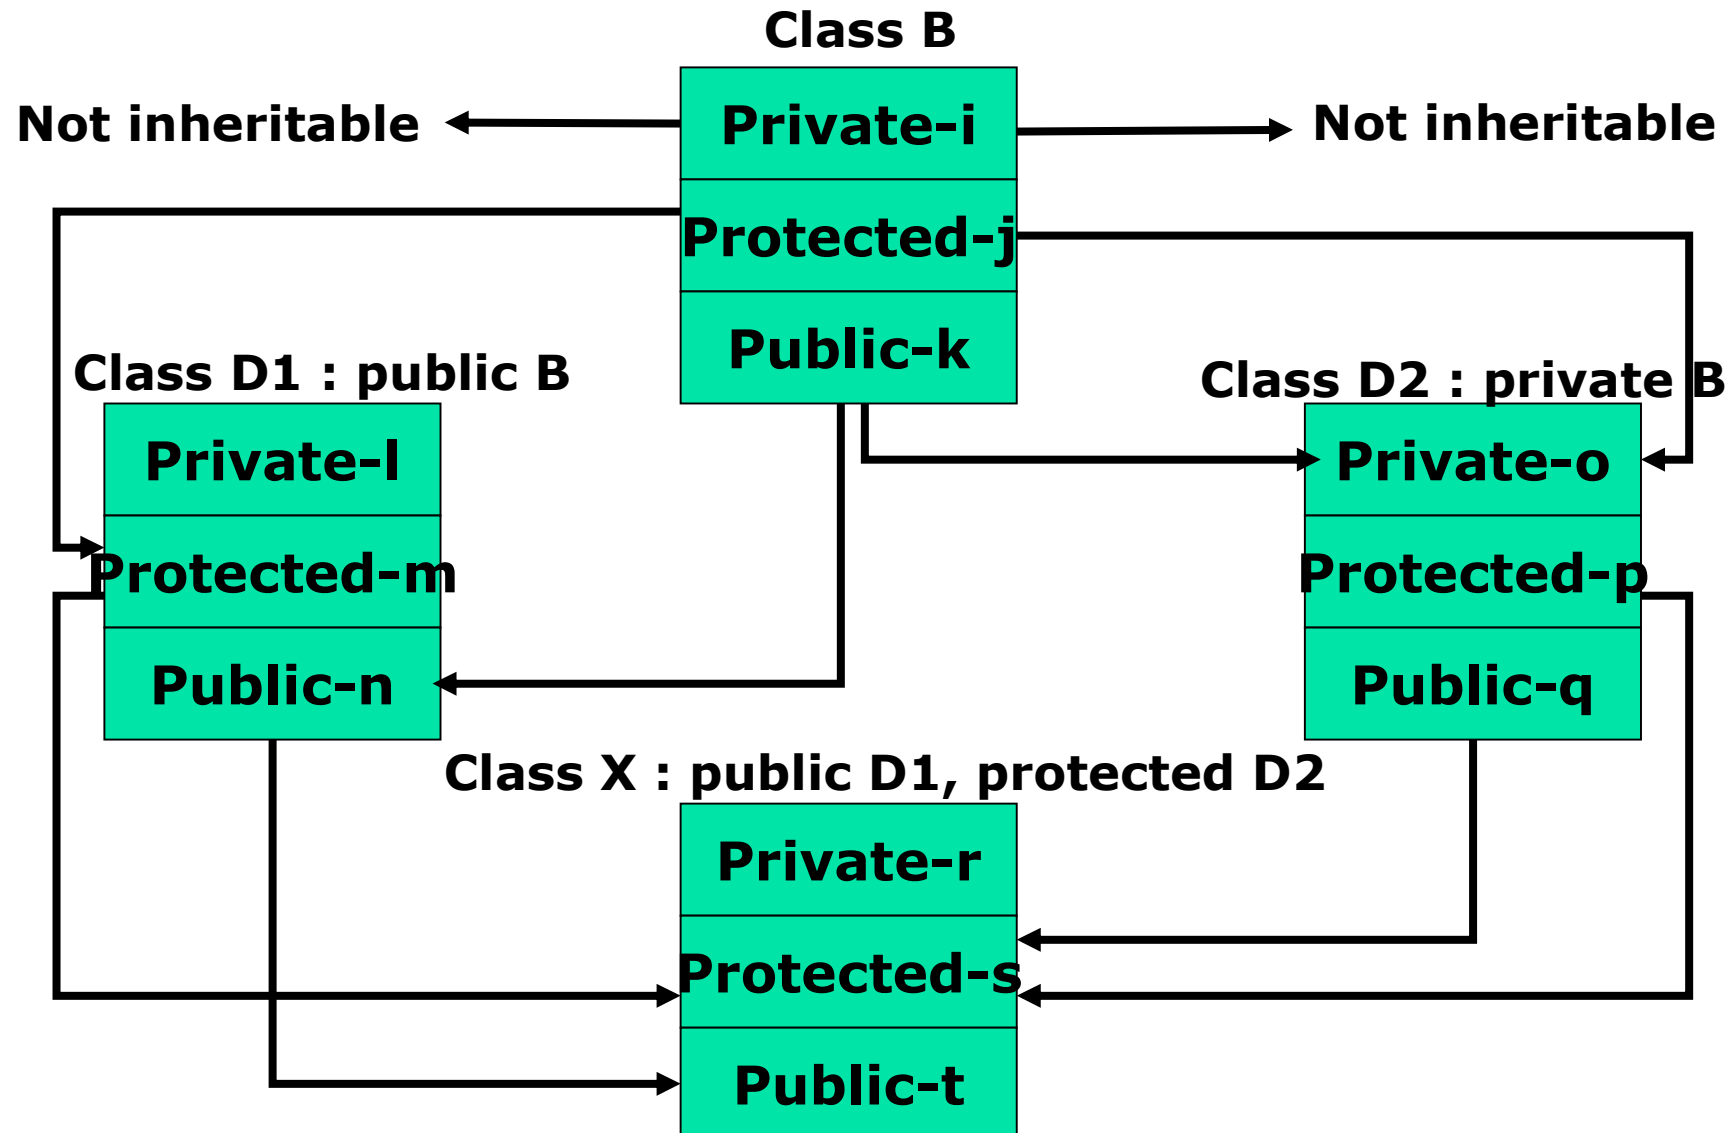 Class B
Not inheritable
Private-i
Not inheritable
Protected-j
Public-k
Class D1 : public B
Class D2 : private B
Private-l
Private-o
Protected-m
Protected-p
Public-n
Public-q
Class X : public D1, protected D2
Private-r
Protected-s
Public-t